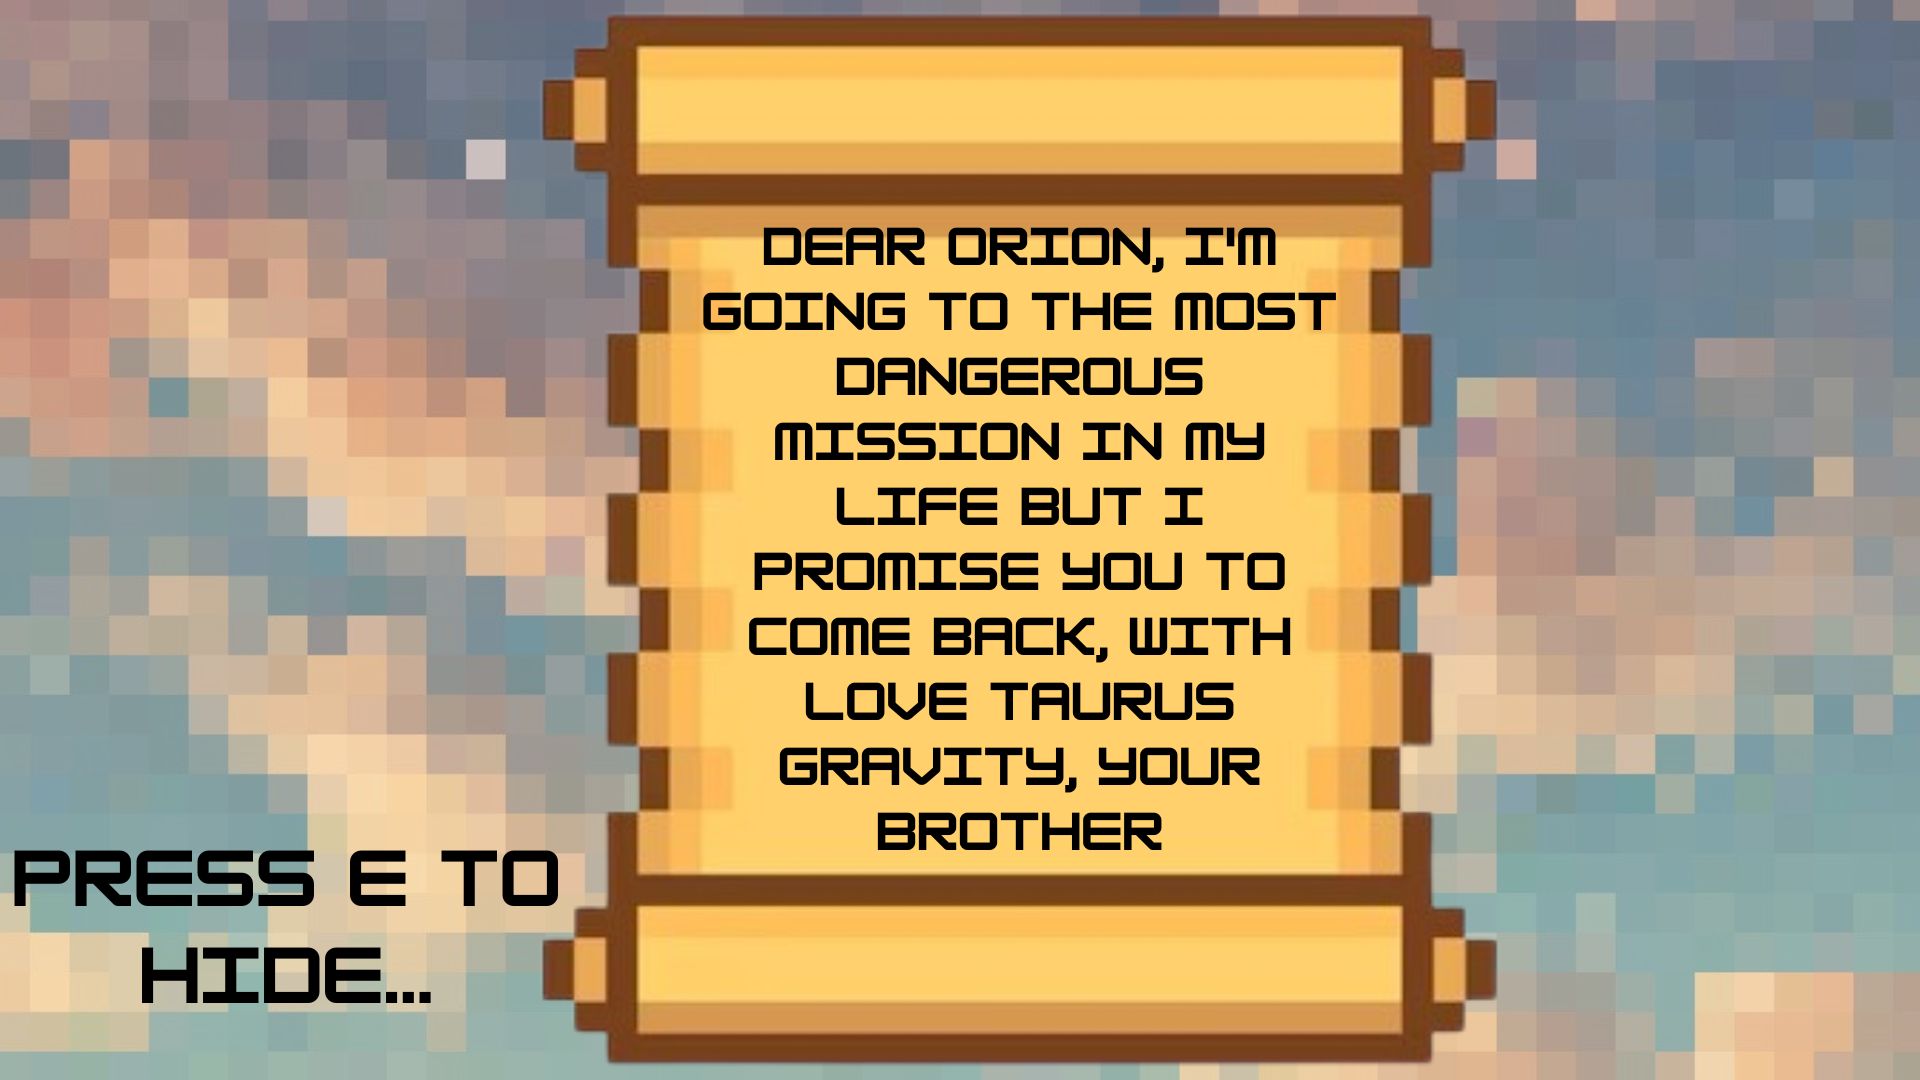 DEAR ORION, I'M
GOING TO THE MOST
DANGEROUS
MISSION IN MY
LIFE BUT I
PROMISE YOU TO
COME BACK, WITH
LOVE TAURUS
GRAVITY, YOUR
BROTHER
PRESS E TO
HIDE...